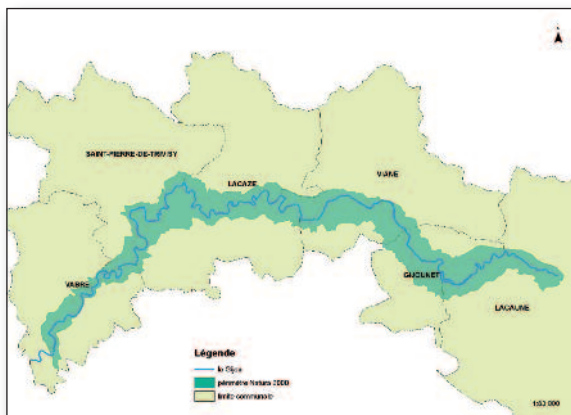 SAINT-PIERRE-DE-TRIVISY
LACAZE
VIANE
VABRE
GIJOUNET
LACAUNE
Légende
le Gijou
périmètre Natura 2000
limite communale
1:50 000